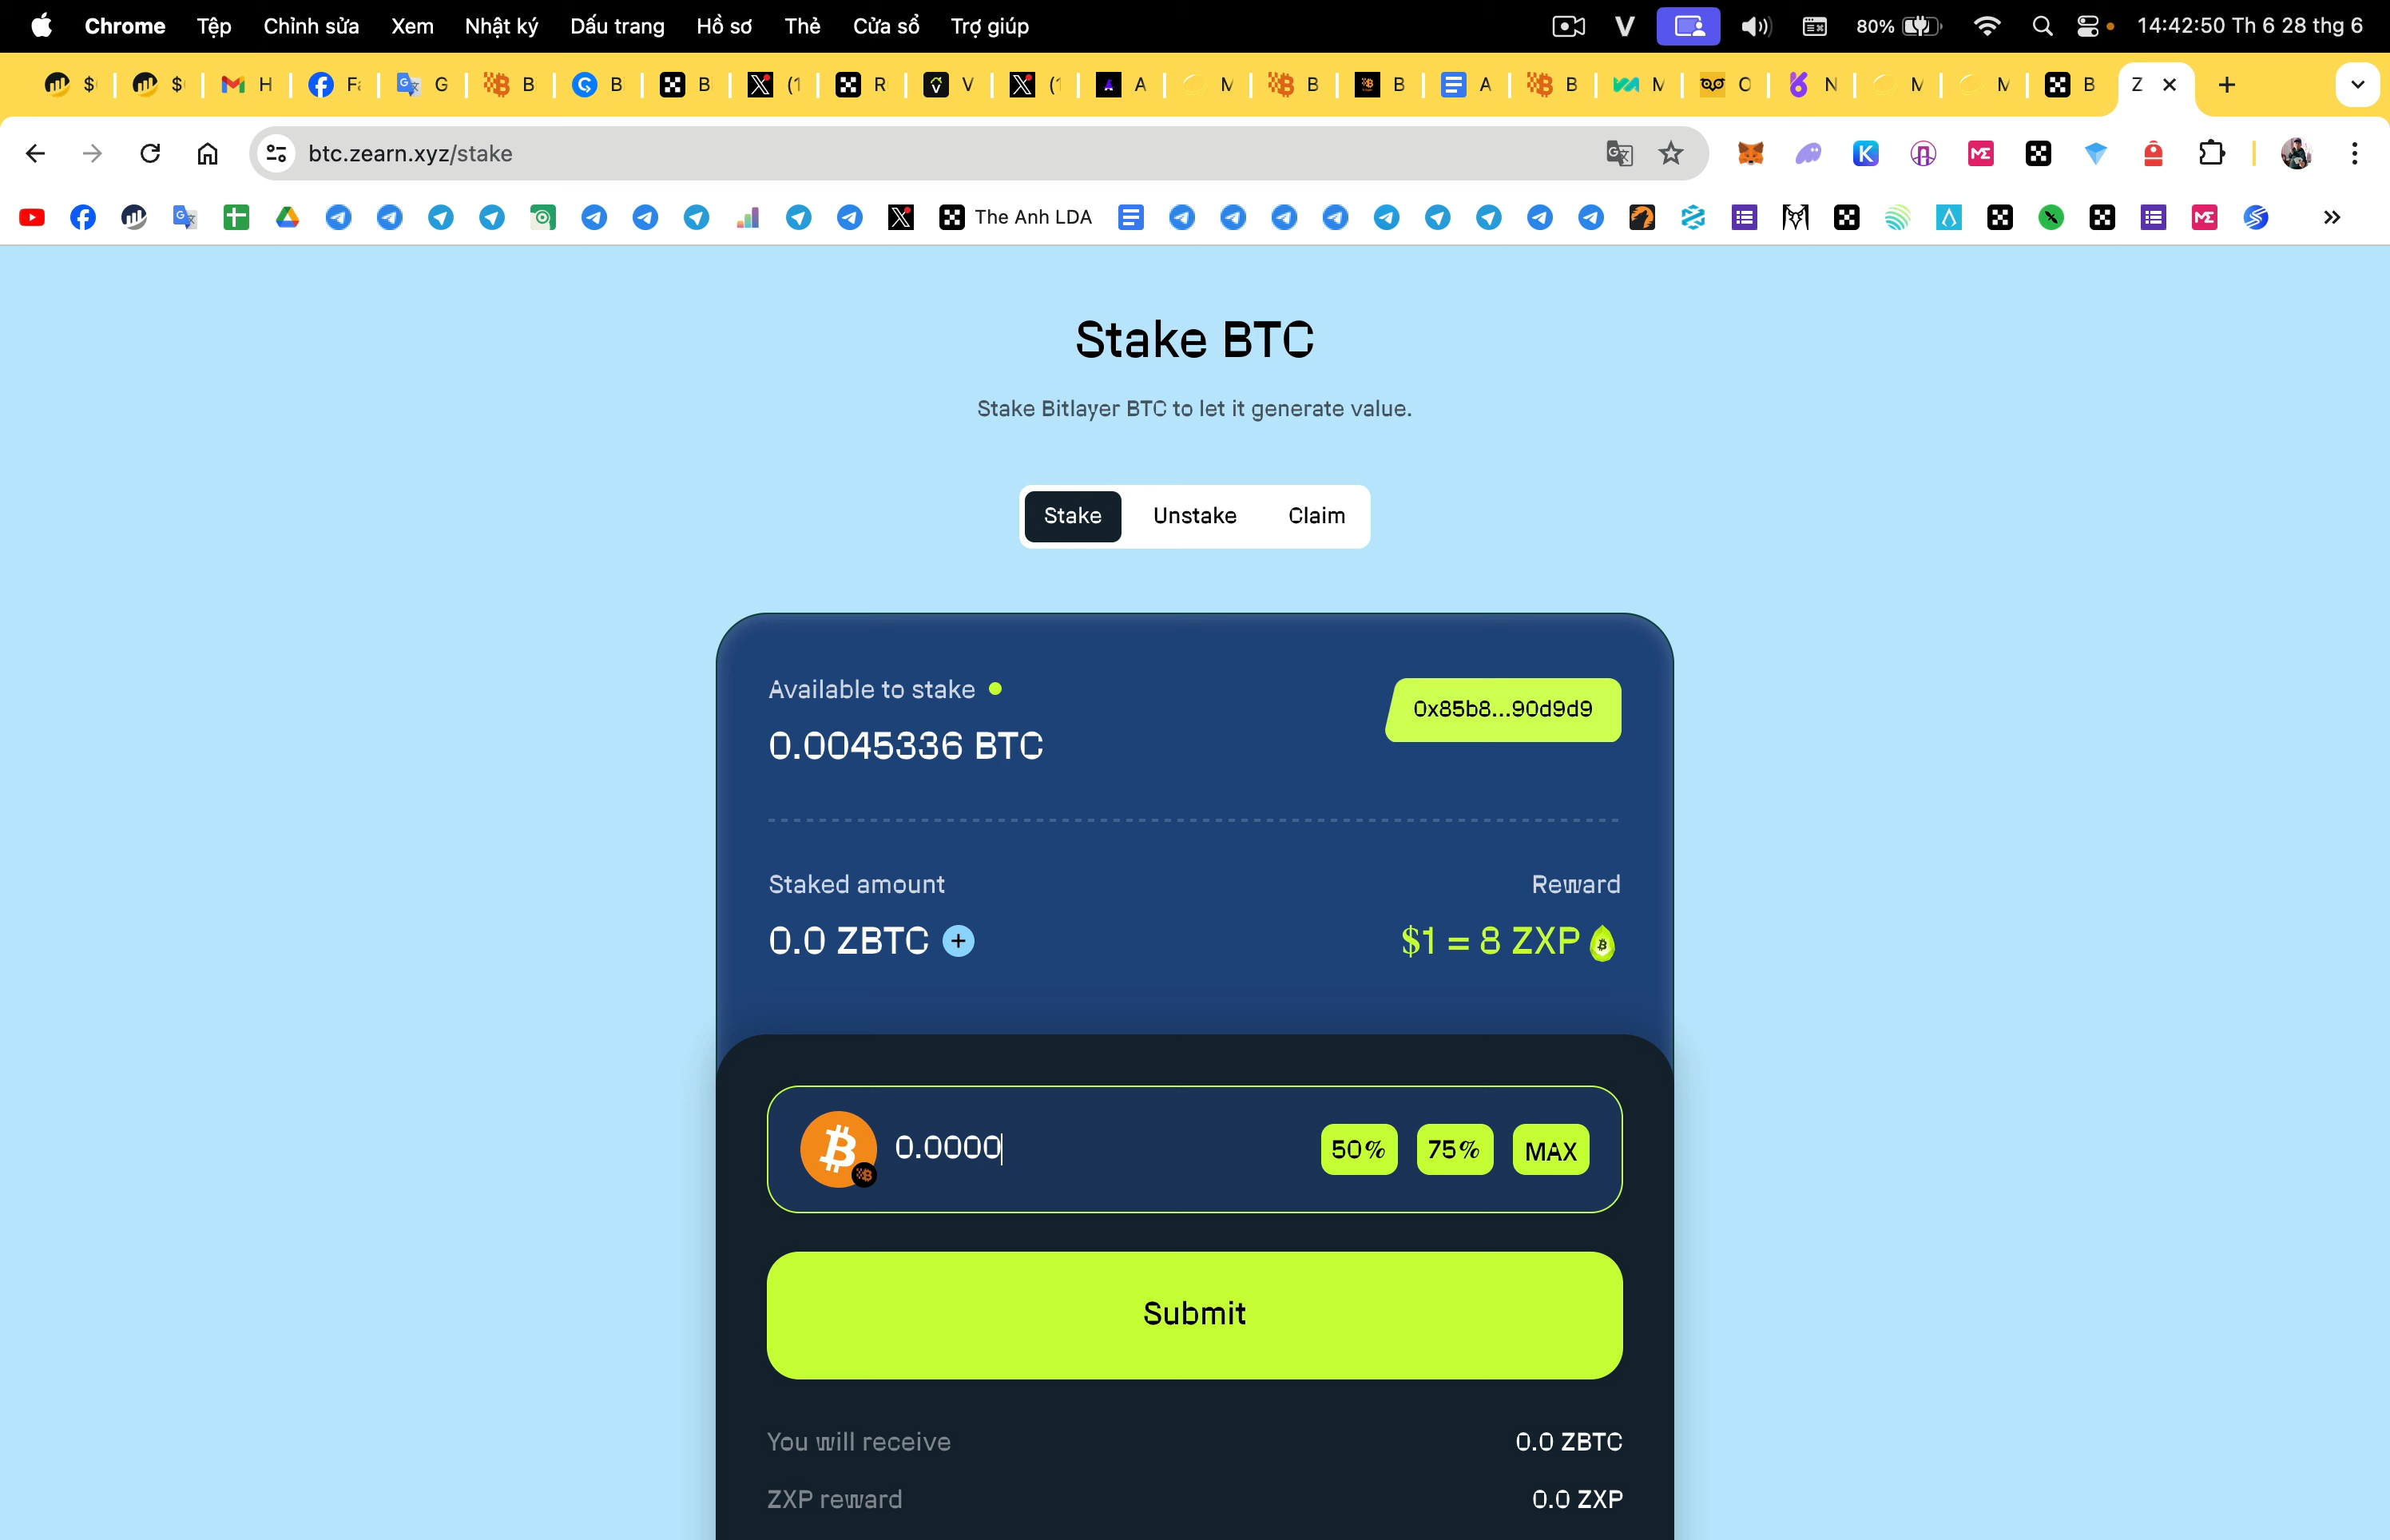 Chrome Tệp Chỉnh sửa Xem Nhật ký Dấu trang Hồ sơ Thẻ Cửa sổ Trợ giúp V 80% 14:42:50 Th 6 28 thg 6
$ $ H Fa G B B B (1 R V (1 A M B B A B M O N M M B Z
btc.zearn.xyz/stake
The Anh LDA
Stake BTC
Stake Bitlayer BTC to let it generate value.
Stake Unstake Claim
Available to stake
0x85b8...90d9d9
0.0045336 BTC
Staked amount Reward
0.0 ZBTC $1 = 8 ZXP
0.0000 50% 75% MAX
Submit
You will receive 0.0 ZBTC
ZXP reward 0.0 ZXP